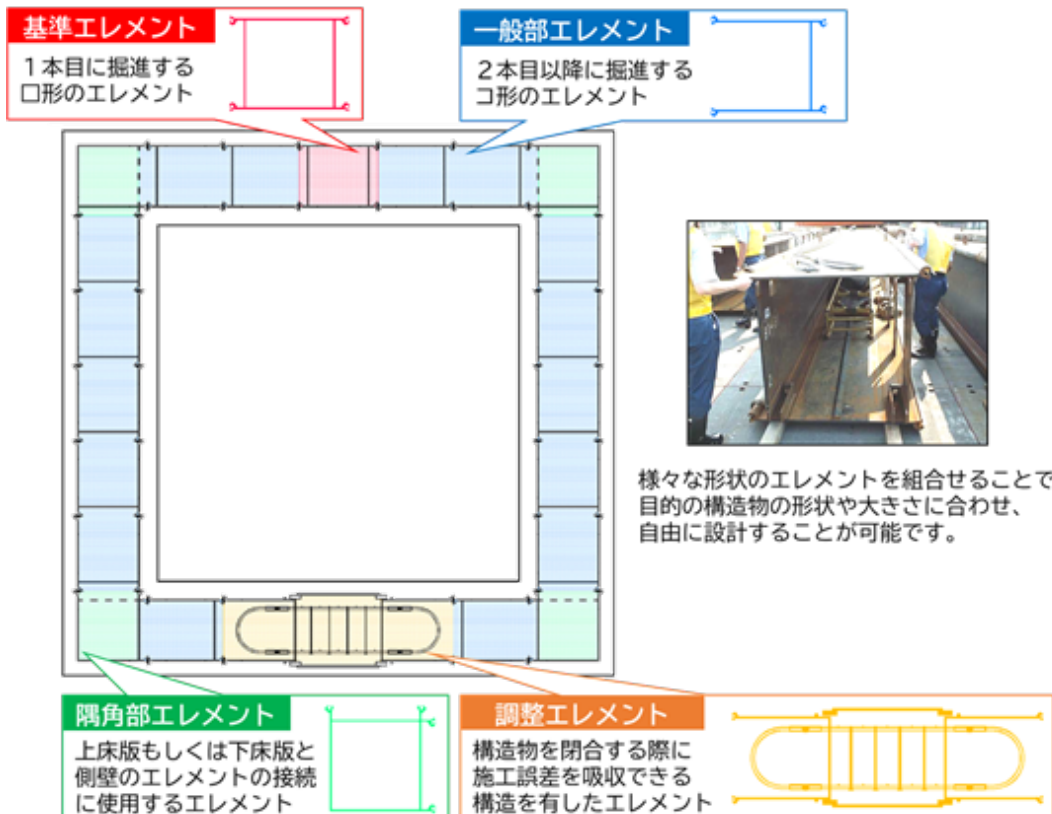 基準エレメント
1本目に掘進する
口形のエレメント
一般部エレメント
2本目以降に掘進する
コ形のエレメント
様々な形状のエレメントを組合せることで
目的の構造物の形状や大きさに合わせ、
自由に設計することが可能です。
隅角部エレメント
上床版もしくは下床版と
側壁のエレメントの接続
に使用するエレメント
調整エレメント
構造物を閉合する際に
施工誤差を吸収できる
構造を有したエレメント